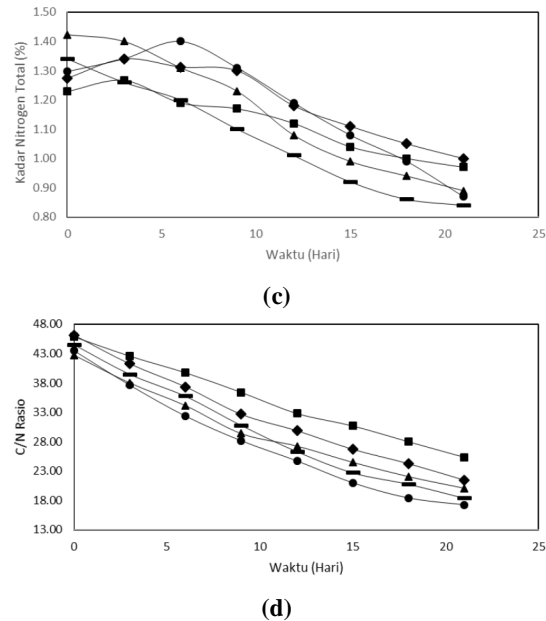 1.50
1.40
1.30
1.20
1.10
1.00
0.90
0.80
Kadar Nitrogen Total (%)
0 5 10 15 20 25
Waktu (Hari)
(c)
48.00
43.00
38.00
33.00
28.00
23.00
18.00
13.00
C/N Rasio
0 5 10 15 20 25
Waktu (Hari)
(d)